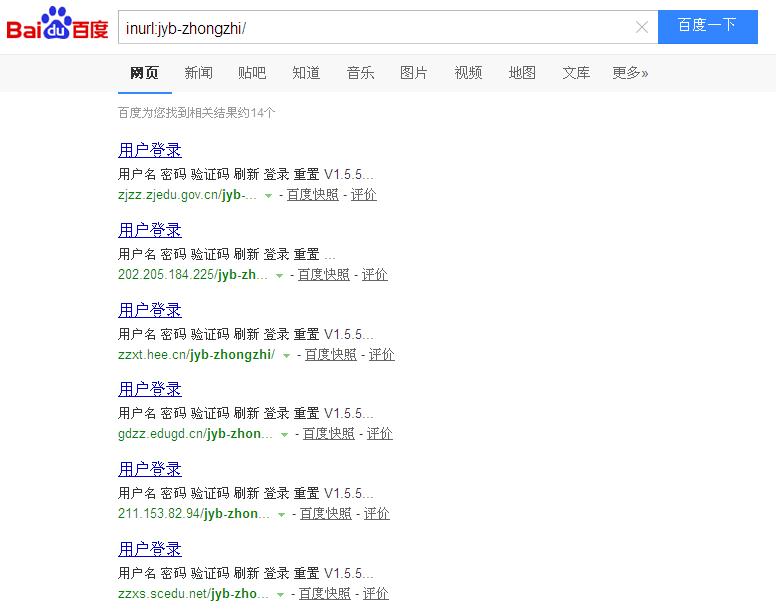 Bai du 百度 inurl:jyb-zhongzhi/ 百度一下
网页 新闻 贴吧 知道 音乐 图片 视频 地图 文库 更多»
百度为您找到相关结果约14个
用户登录
用户名 密码 验证码 刷新 登录 重置 V1.5.5...
zjzz.zjedu.gov.cn/jyb-... - 百度快照 - 评价
用户登录
用户名 密码 验证码 刷新 登录 重置 ...
202.205.184.225/jyb-zh... - 百度快照 - 评价
用户登录
用户名 密码 验证码 刷新 登录 重置 V1.5.5...
zzxt.hee.cn/jyb-zhongzhi/ - 百度快照 - 评价
用户登录
用户名 密码 验证码 刷新 登录 重置 V1.5.5...
gdzz.edugd.cn/jyb-zhon... - 百度快照 - 评价
用户登录
用户名 密码 验证码 刷新 登录 重置 V1.5.5...
211.153.82.94/jyb-zhon... - 百度快照 - 评价
用户登录
用户名 密码 验证码 刷新 登录 重置 V1.5.5...
zzxs.scedu.net/jyb-zho... - 百度快照 - 评价